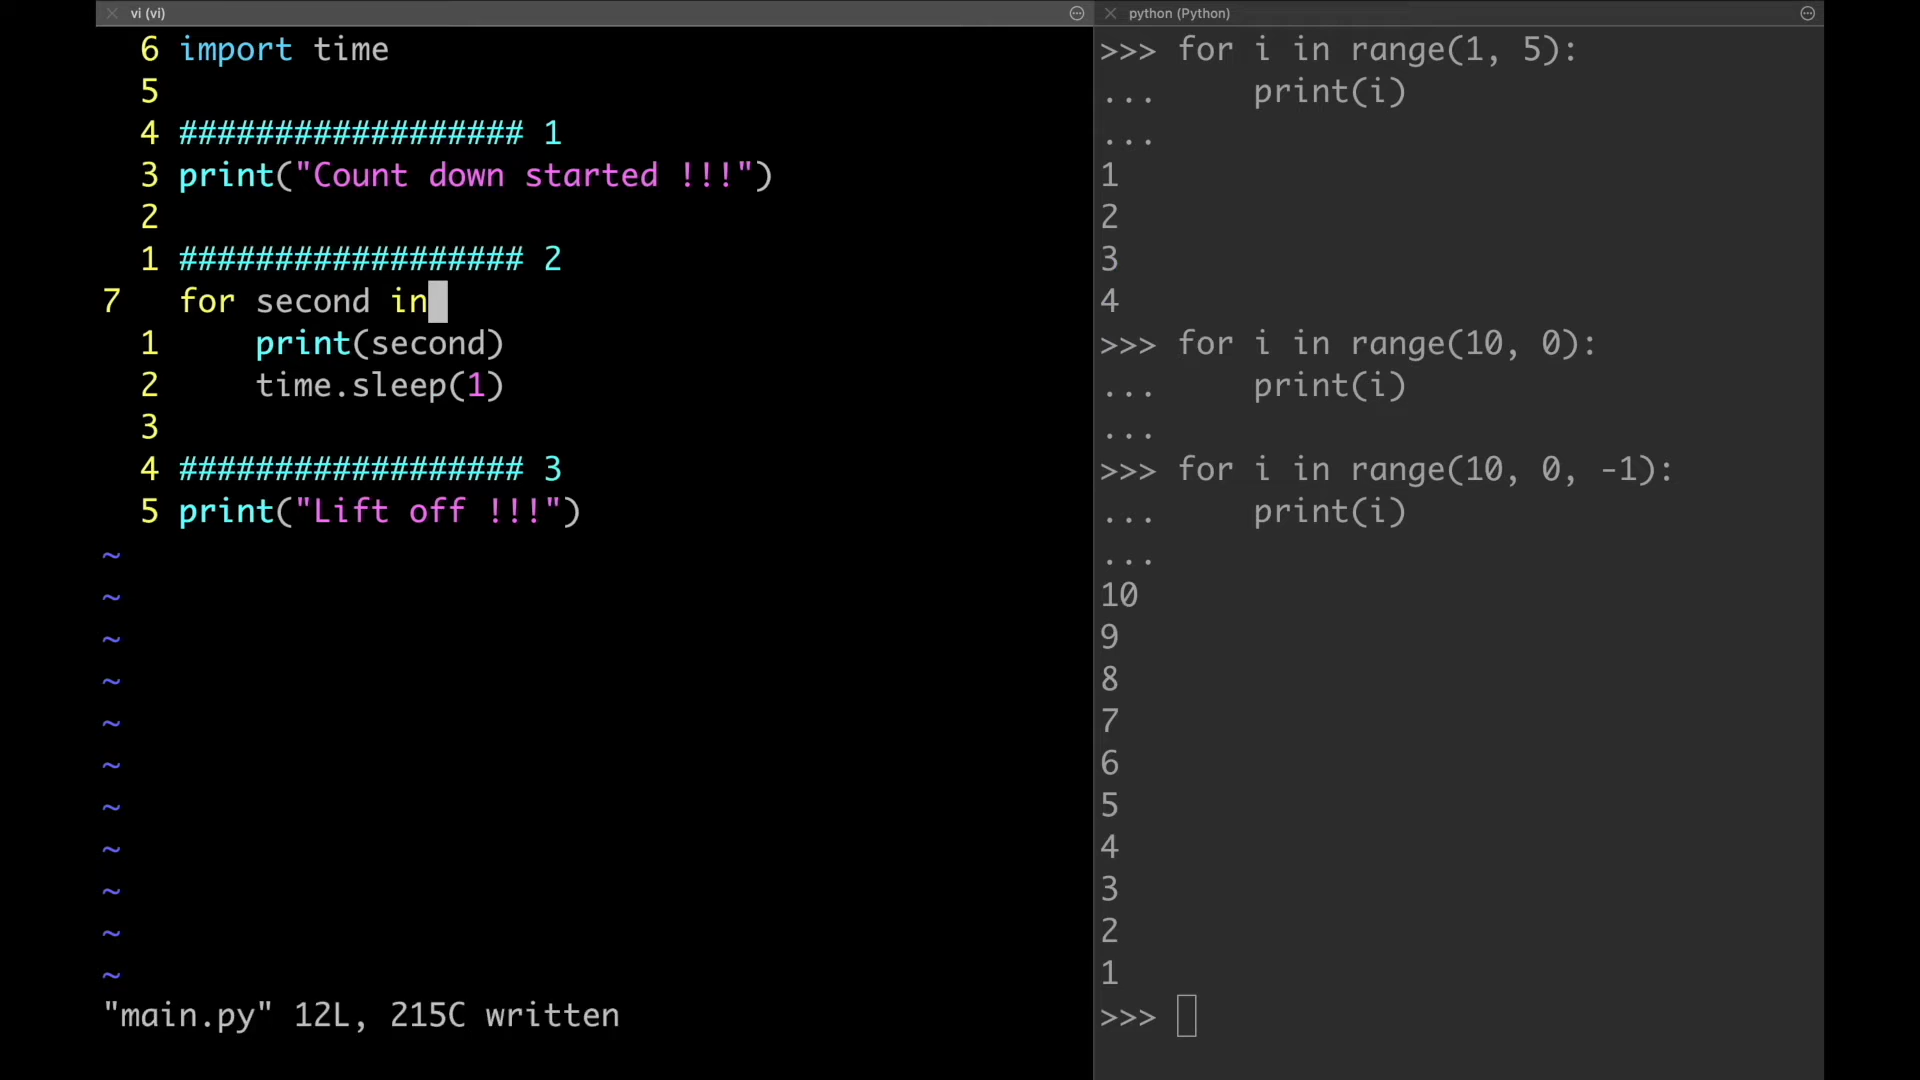 vi (vi)
6 import time
5
4 ################## 1
3 print("Count down started !!!")
2
1 ################## 2
7 for second in
1 print(second)
2 time.sleep(1)
3
4 ################## 3
5 print("Lift off !!!")
~
~
~
~
~
~
~
~
~
~
~
"main.py" 12L, 215C written
python (Python)
>>> for i in range(1, 5):
... print(i)
...
1
2
3
4
>>> for i in range(10, 0):
... print(i)
...
>>> for i in range(10, 0, -1):
... print(i)
...
10
9
8
7
6
5
4
3
2
1
>>>